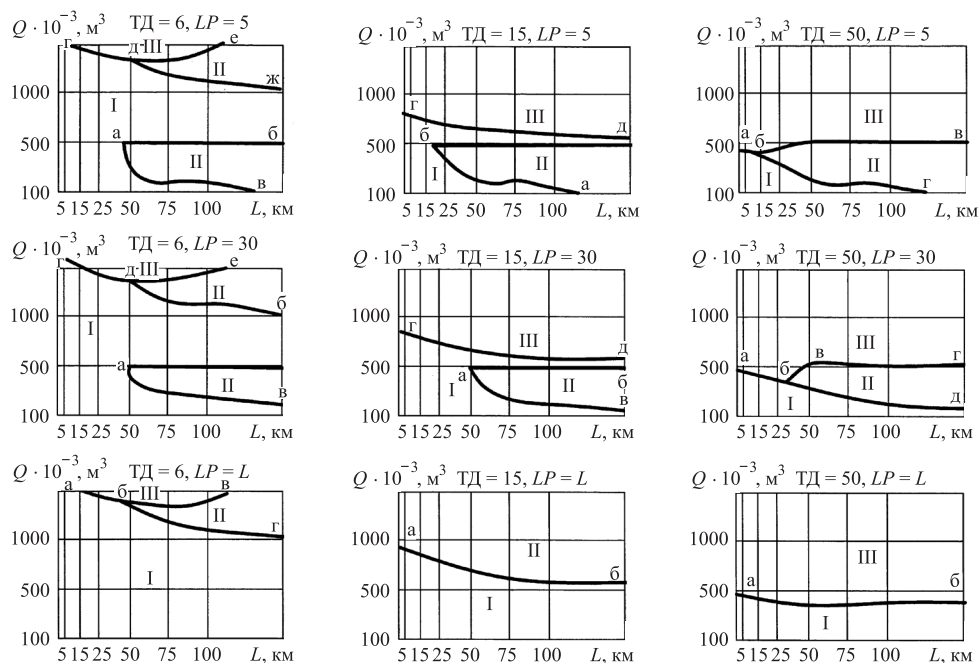 Q · 10⁻³, м³ ТД = 6, LP = 5
г д III е
II
ж
1000
I
а б
500
II
100 в
5 15 25 50 75 100 L, км
Q · 10⁻³, м³ ТД = 15, LP = 5
1000
г III
б д
500
I II
100 а
5 15 25 50 75 100 L, км
Q · 10⁻³, м³ ТД = 50, LP = 5
1000
III
а б в
500
I II
100 г
5 15 25 50 75 100 L, км
Q · 10⁻³, м³ ТД = 6, LP = 30
г д III е
II б
1000
I
500 а
II
в
100
5 15 25 50 75 100 L, км
Q · 10⁻³, м³ ТД = 15, LP = 30
1000
г III
д
500
а б
I II
в
100
5 15 25 50 75 100 L, км
Q · 10⁻³, м³ ТД = 50, LP = 30
1000
в III г
а б
500
II
I д
100
5 15 25 50 75 100 L, км
Q · 10⁻³, м³ ТД = 6, LP = L
а б III в
II г
1000
I
500
100
5 15 25 50 75 100 L, км
Q · 10⁻³, м³ ТД = 15, LP = L
1000
а II
б
500
I
100
5 15 25 50 75 100 L, км
Q · 10⁻³, м³ ТД = 50, LP = L
1000
III
а б
500
I
100
5 15 25 50 75 100 L, км